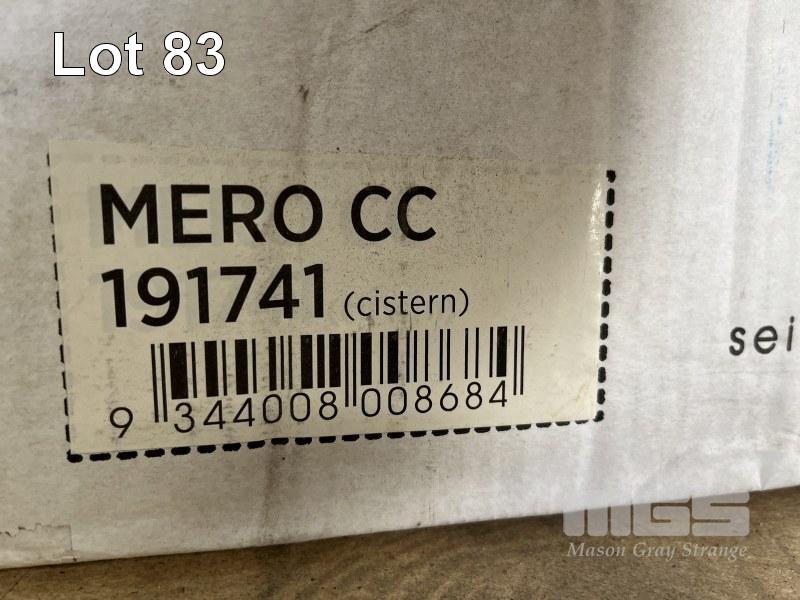 Lot 83
MERO CC
191741 (cistern)
9 344008 008684
sei
MGS
Mason Gray Strange